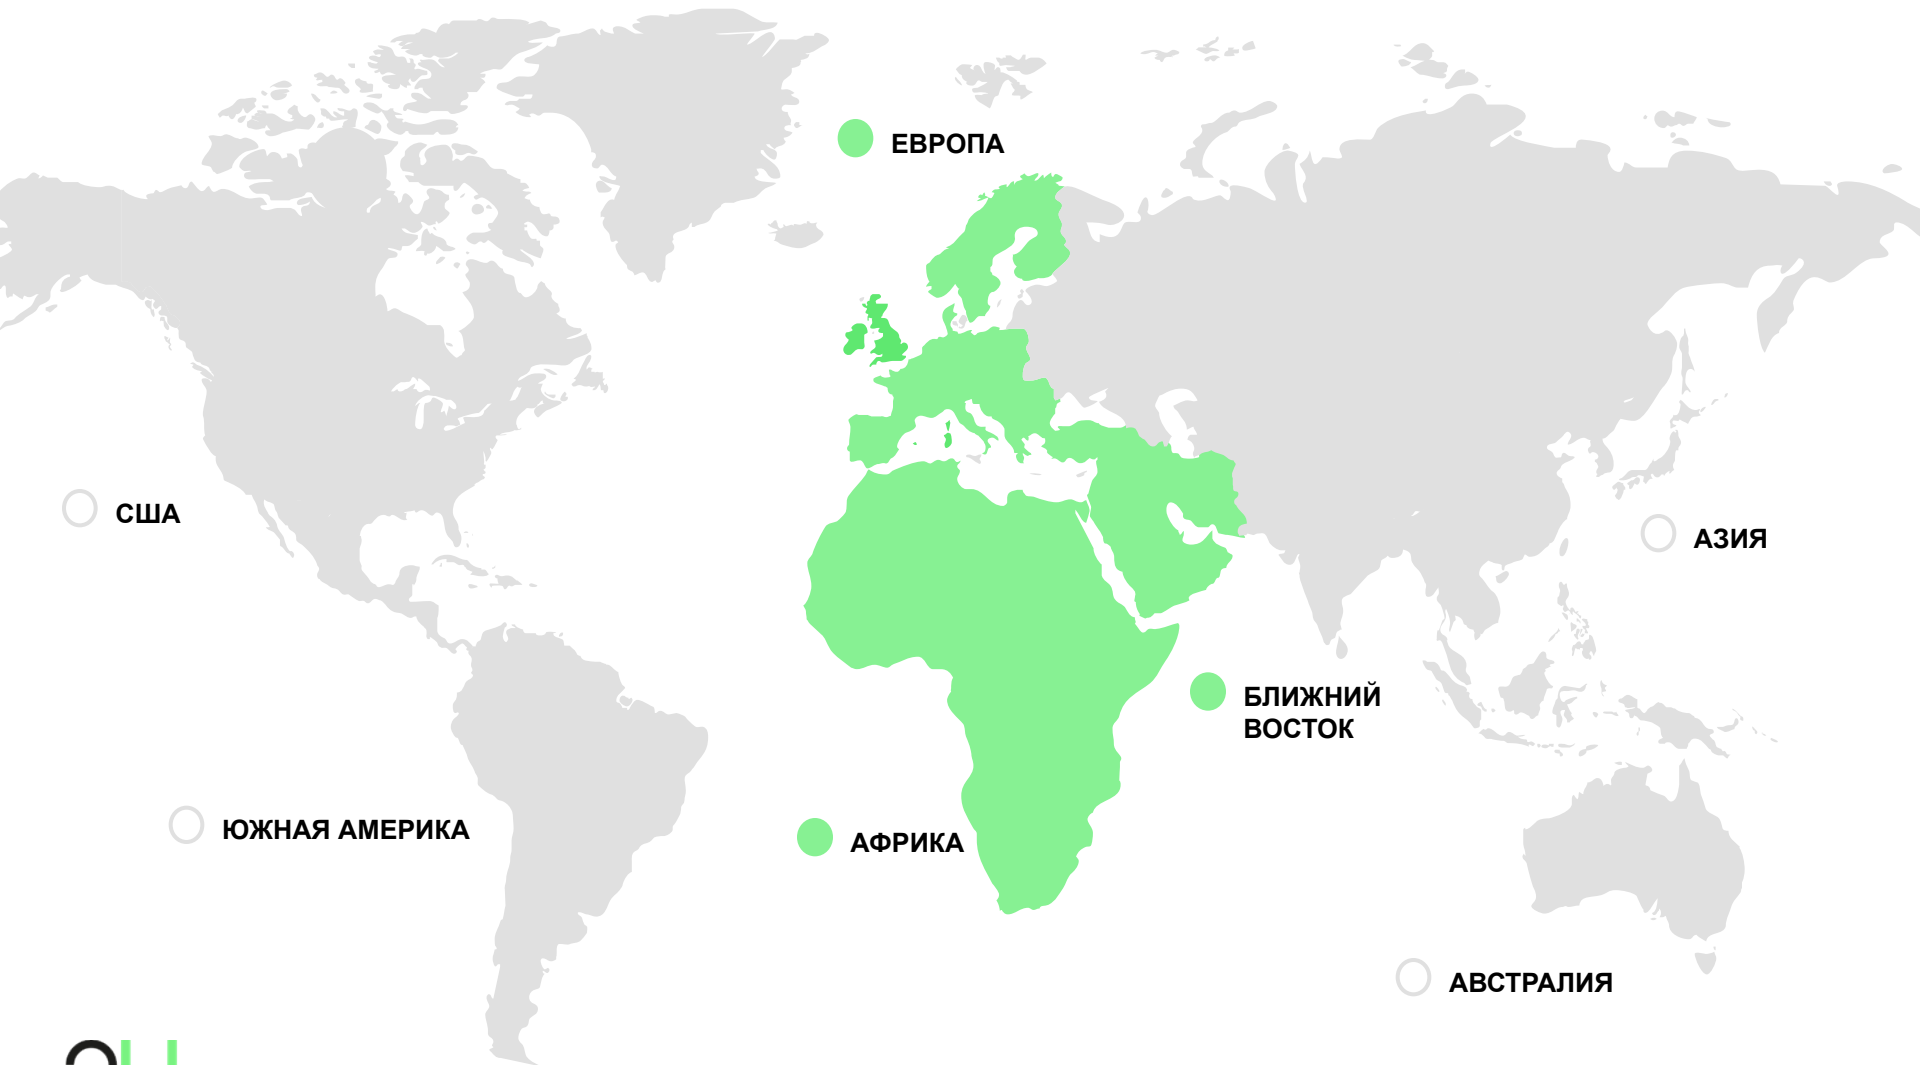 ЕВРОПА
США
АЗИЯ
БЛИЖНИЙ
ВОСТОК
ЮЖНАЯ АМЕРИКА
АФРИКА
АВСТРАЛИЯ